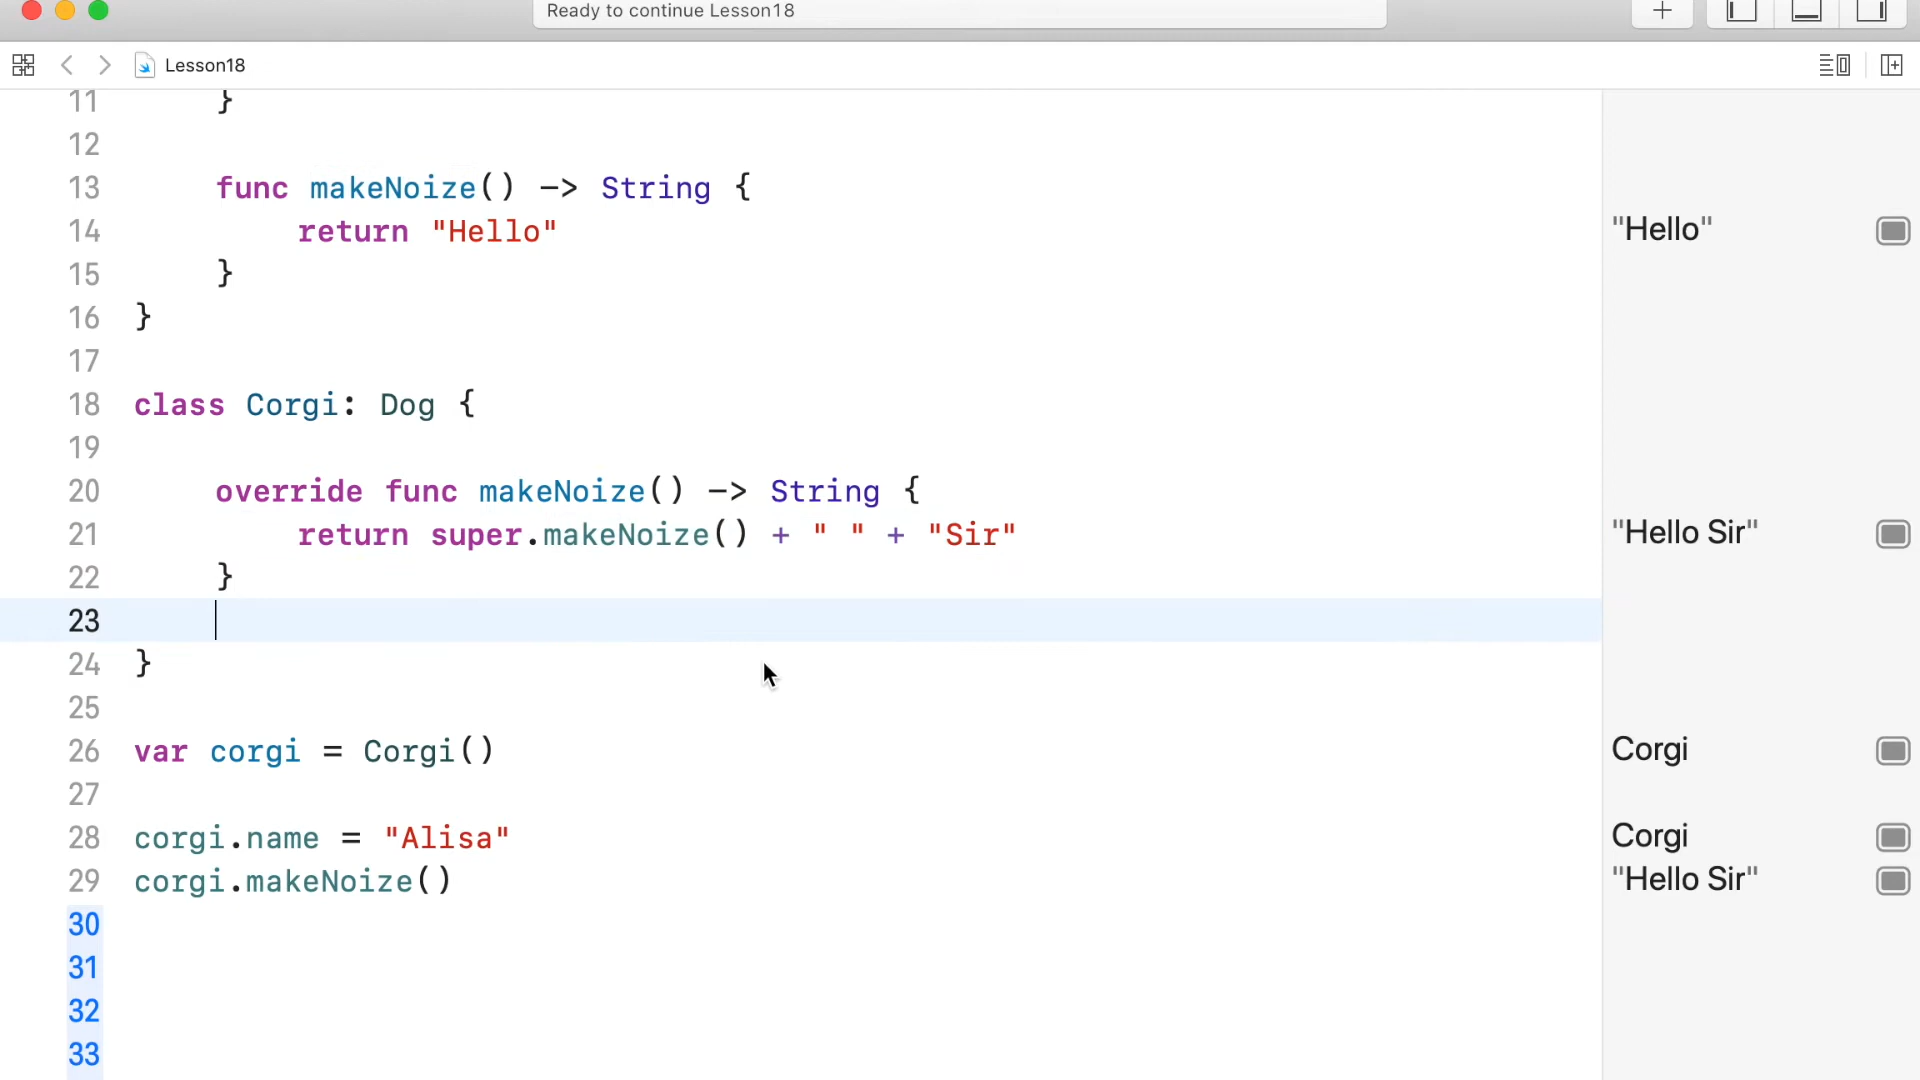 Ready to continue Lesson18
Lesson18
11 }
12
13 func makeNoize() -> String {
14 return "Hello" "Hello"
15 }
16 }
17
18 class Corgi: Dog {
19
20 override func makeNoize() -> String {
21 return super.makeNoize() + " " + "Sir" "Hello Sir"
22 }
23
24 }
25
26 var corgi = Corgi() Corgi
27
28 corgi.name = "Alisa" Corgi
29 corgi.makeNoize() "Hello Sir"
30
31
32
33